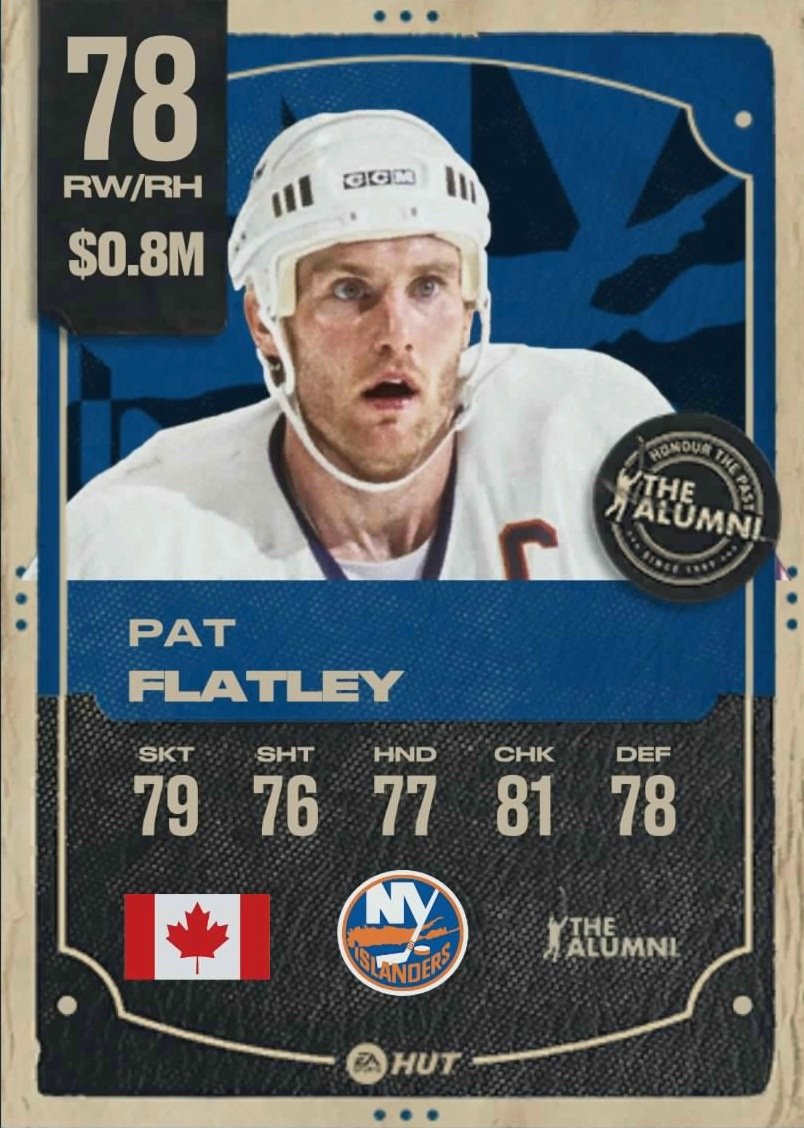 78
RW/RH
$0.8M
CCM
C
HONOUR THE PAST
THE
ALUMNI
PAT
FLATLEY
SKT SHT HND CHK DEF
79 76 77 81 78
NY
ISLANDERS
THE
ALUMNI
EA
HUT